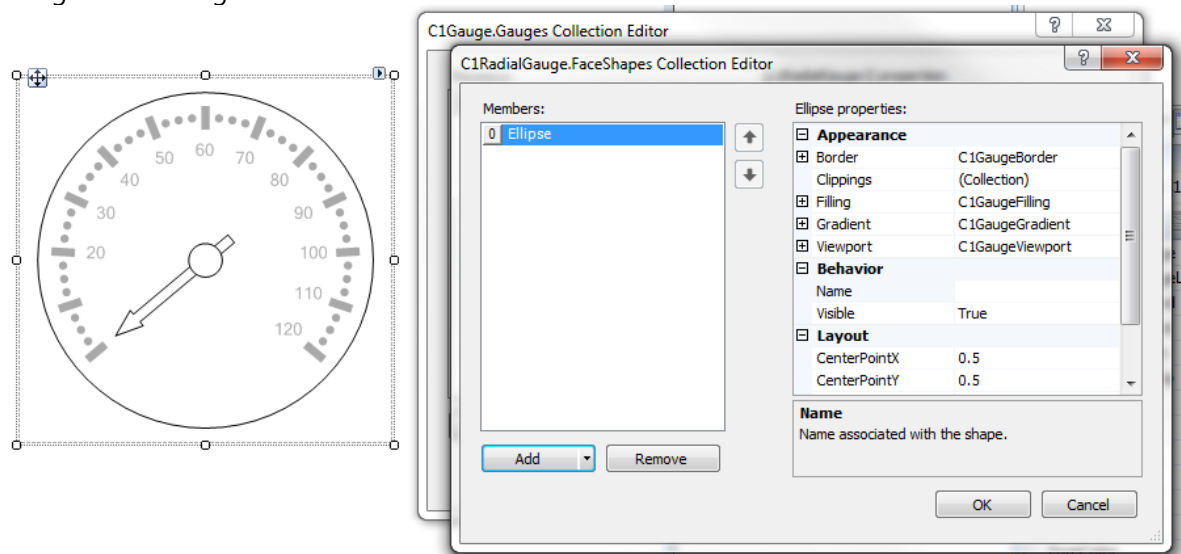 C1Gauge.Gauges Collection Editor
C1RadialGauge.FaceShapes Collection Editor
Members:
0 Ellipse
Add
Remove
Ellipse properties:
Appearance
Border C1GaugeBorder
Clippings (Collection)
Filling C1GaugeFilling
Gradient C1GaugeGradient
Viewport C1GaugeViewport
Behavior
Name
Visible True
Layout
CenterPointX 0.5
CenterPointY 0.5
Name
Name associated with the shape.
OK
Cancel
60
50 70
40 80
30 90
20 100
110
120